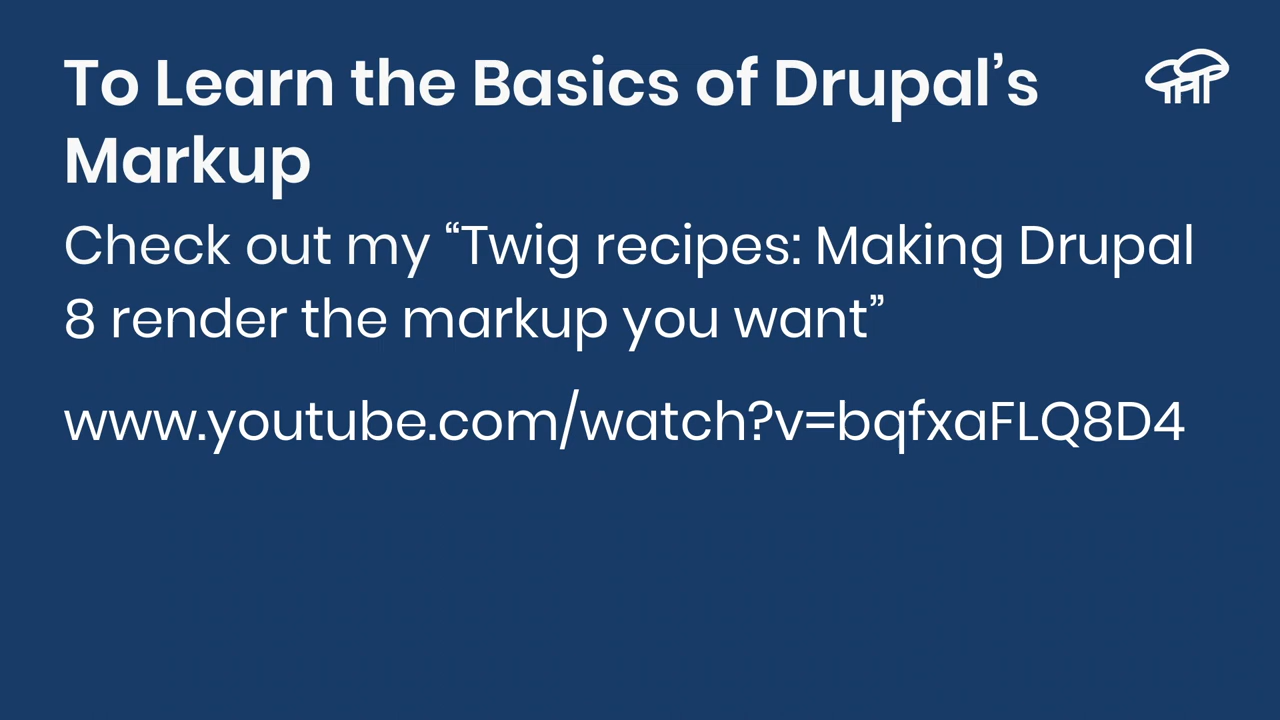 To Learn the Basics of Drupal’s
Markup
Check out my “Twig recipes: Making Drupal
8 render the markup you want”
www.youtube.com/watch?v=bqfxaFLQ8D4